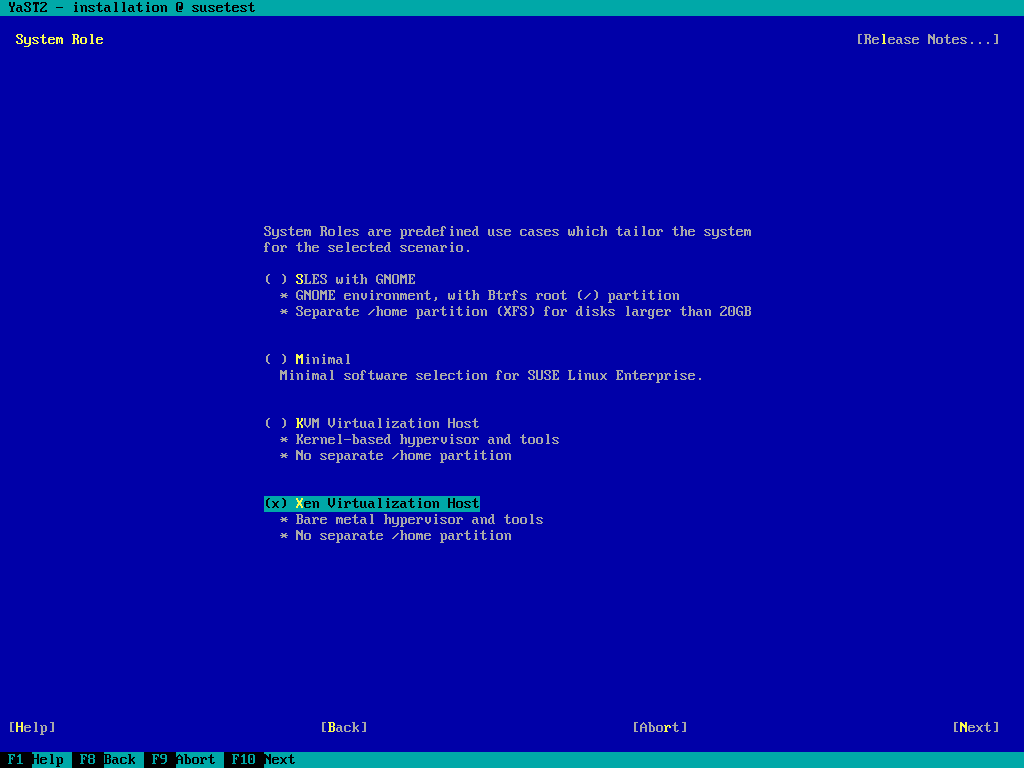 YaST2 - installation @ susetest
System Role [Release Notes...]
System Roles are predefined use cases which tailor the system
for the selected scenario.
( ) SLES with GNOME
* GNOME environment, with Btrfs root (/) partition
* Separate /home partition (XFS) for disks larger than 20GB
( ) Minimal
Minimal software selection for SUSE Linux Enterprise.
( ) KVM Virtualization Host
* Kernel-based hypervisor and tools
* No separate /home partition
(x) Xen Virtualization Host
* Bare metal hypervisor and tools
* No separate /home partition
[Help] [Back] [Abort] [Next]
F1 Help F8 Back F9 Abort F10 Next